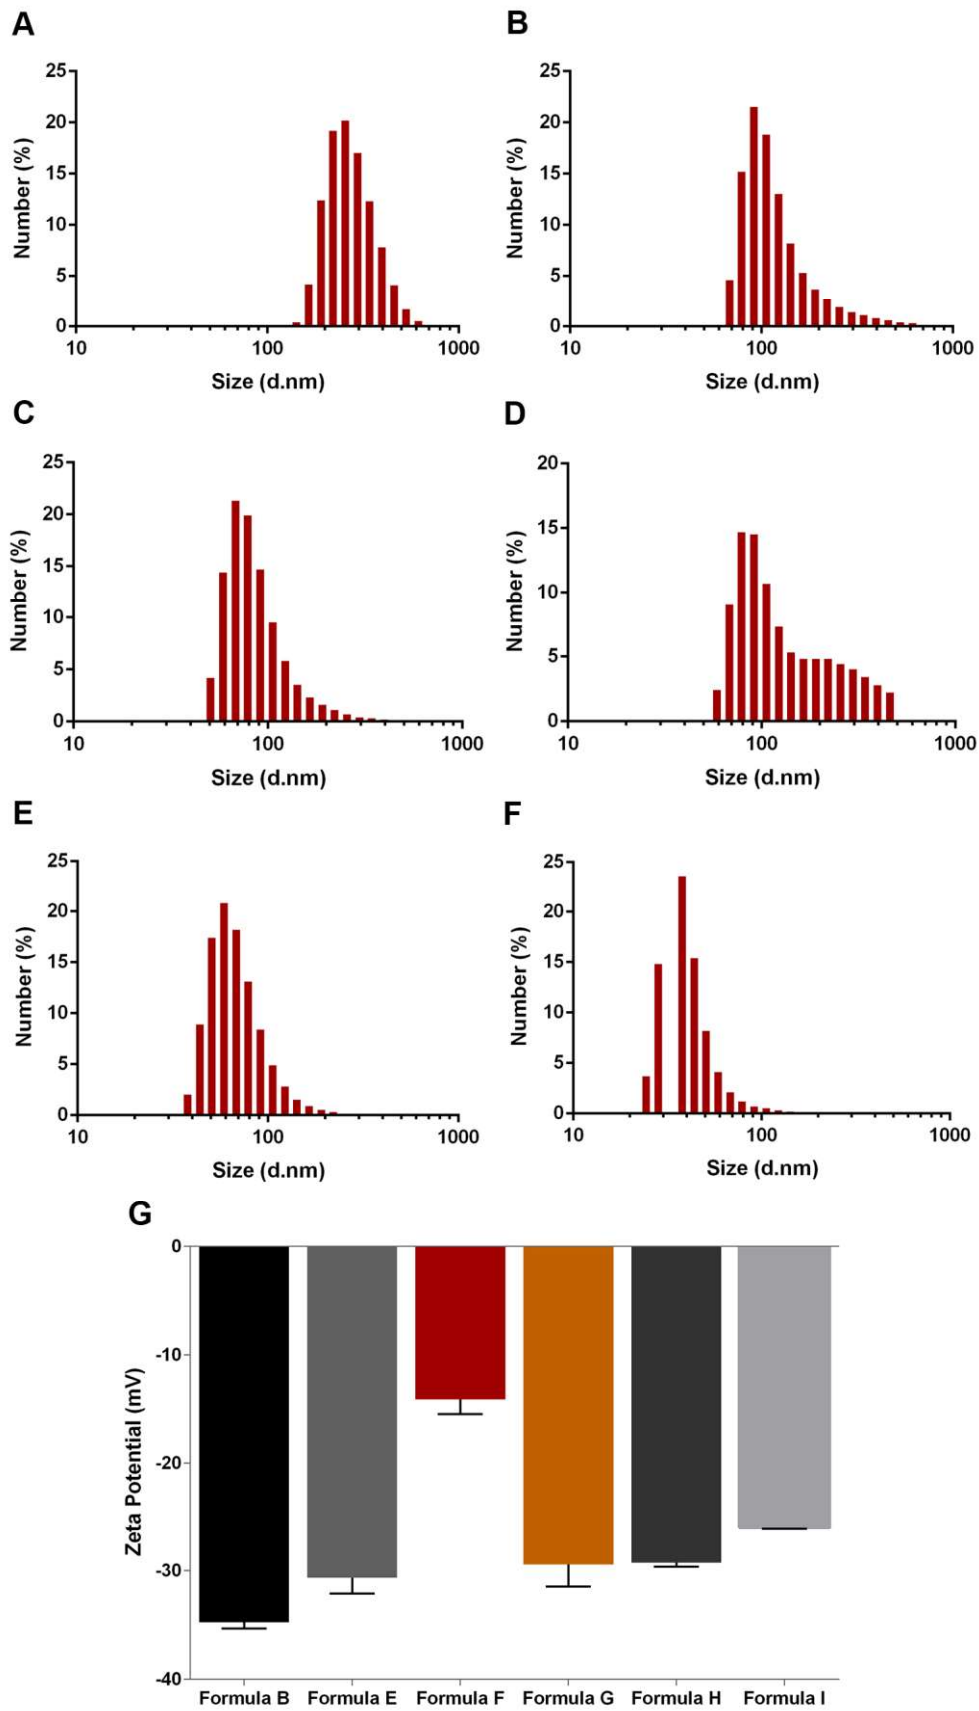 A
25
20
15
10
5
0
Number (%)
10 100 1000
Size (d.nm)
B
25
20
15
10
5
0
Number (%)
10 100 1000
Size (d.nm)
C
25
20
15
10
5
0
Number (%)
10 100 1000
Size (d.nm)
D
20
15
10
5
0
Number (%)
10 100 1000
Size (d.nm)
E
25
20
15
10
5
0
Number (%)
10 100 1000
Size (d.nm)
F
25
20
15
10
5
0
Number (%)
10 100 1000
Size (d.nm)
G
0
-10
-20
-30
-40
Zeta Potential (mV)
Formula B Formula E Formula F Formula G Formula H Formula I